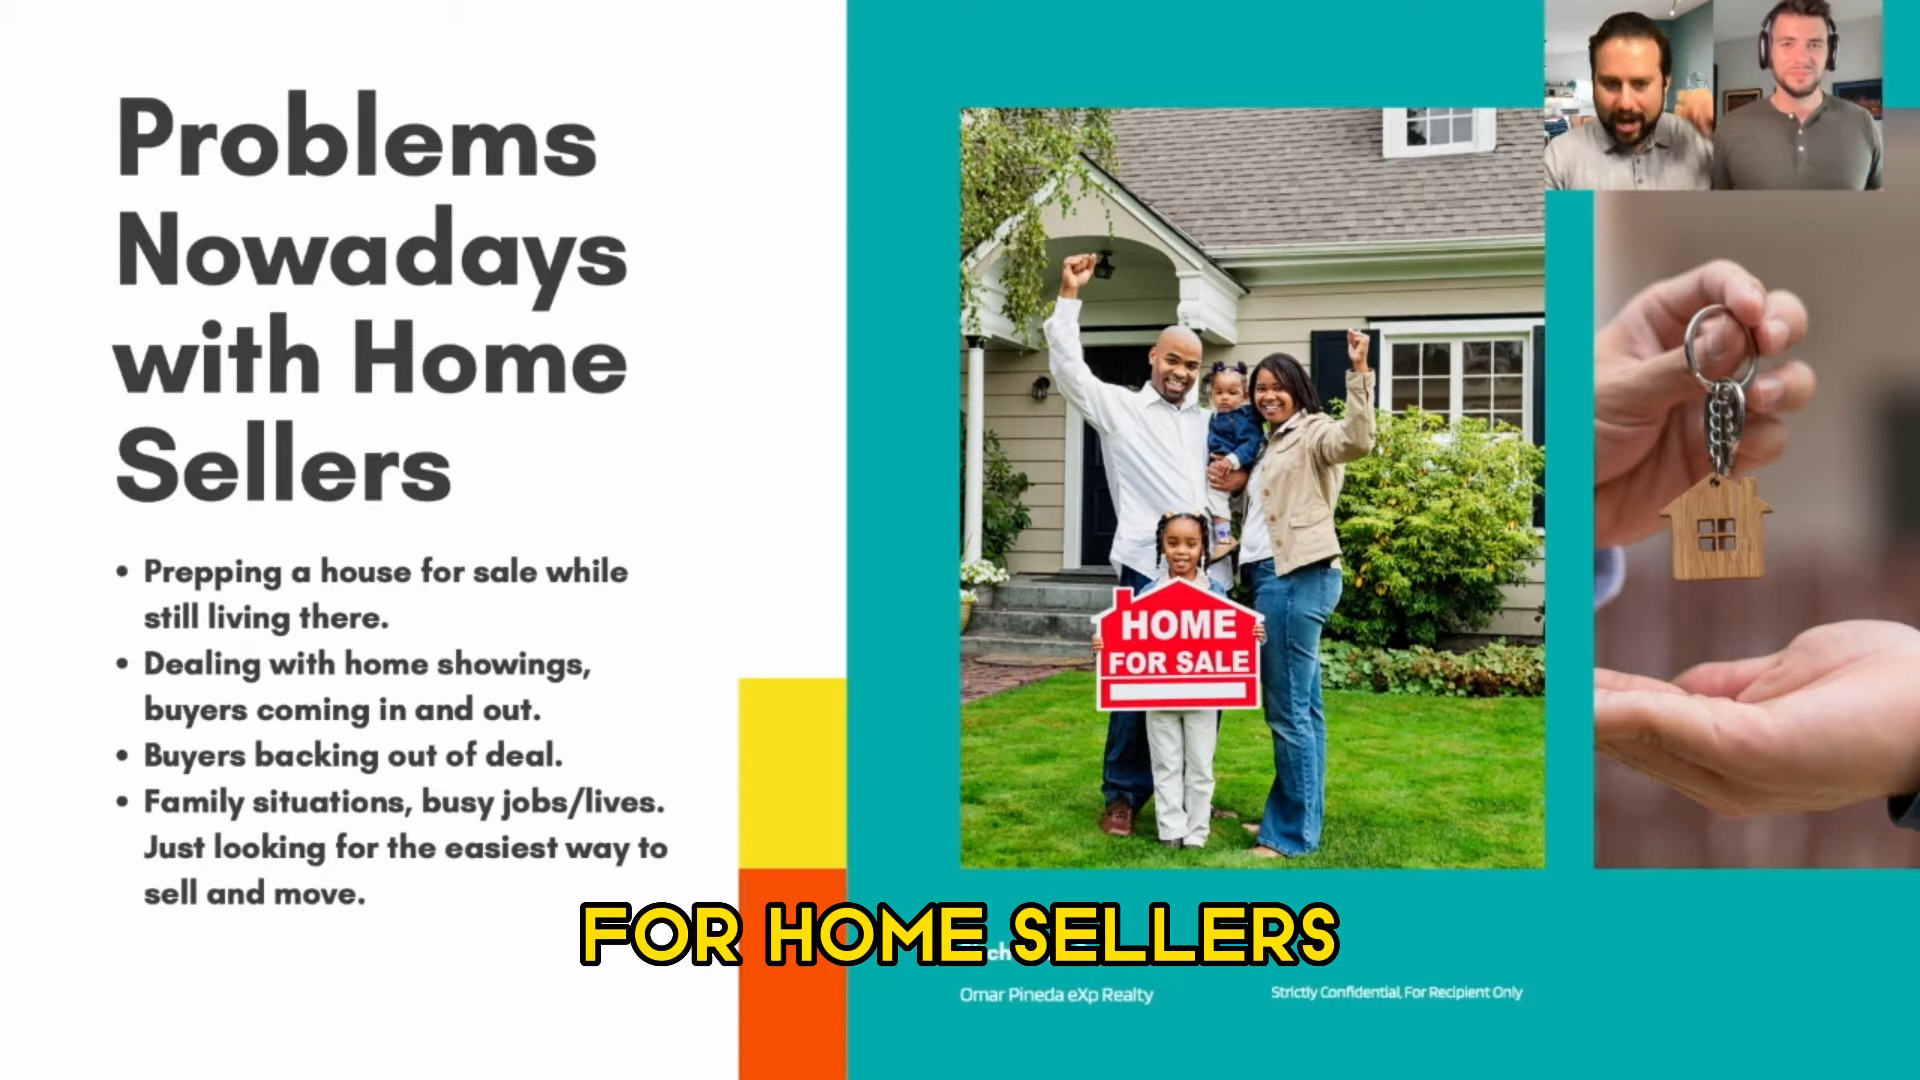 Problems
Nowadays
with Home
Sellers
• Prepping a house for sale while
still living there.
• Dealing with home showings,
buyers coming in and out.
• Buyers backing out of deal.
• Family situations, busy jobs/lives.
Just looking for the easiest way to
sell and move.
HOME
FOR SALE
FOR HOME SELLERS
Omar Pineda eXp Realty
Strictly Confidential, For Recipient Only